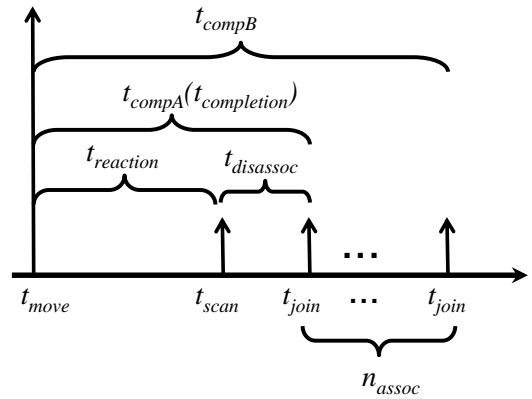 t_compB
t_compA(t_completion)
t_reaction t_disassoc
...
t_move t_scan t_join ... t_join
n_assoc